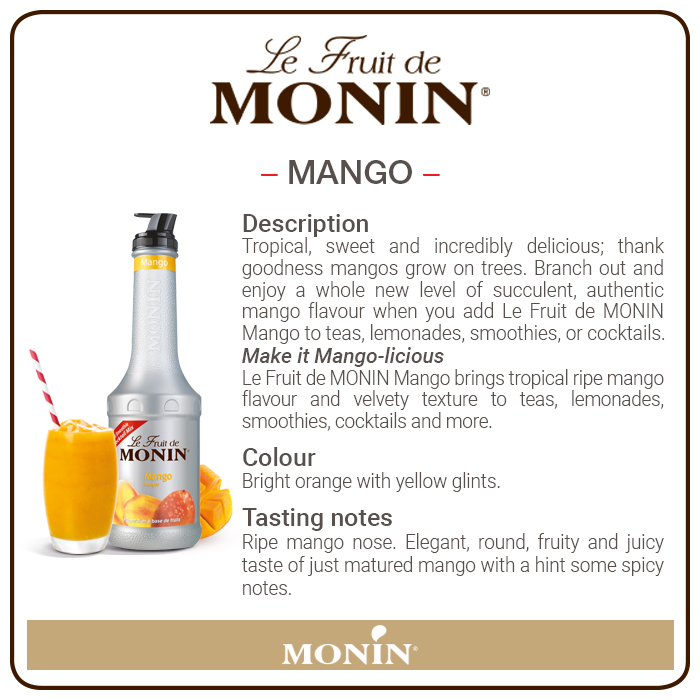 Le Fruit de
MONIN®
– MANGO –
Description
Tropical, sweet and incredibly delicious; thank
goodness mangos grow on trees. Branch out and
enjoy a whole new level of succulent, authentic
mango flavour when you add Le Fruit de MONIN
Mango to teas, lemonades, smoothies, or cocktails.
Make it Mango-licious
Le Fruit de MONIN Mango brings tropical ripe mango
flavour and velvety texture to teas, lemonades,
smoothies, cocktails and more.
Colour
Bright orange with yellow glints.
Tasting notes
Ripe mango nose. Elegant, round, fruity and juicy
taste of just matured mango with a hint some spicy
notes.
Mango
MONIN
Le Fruit de
MONIN
Mango
MONIN®